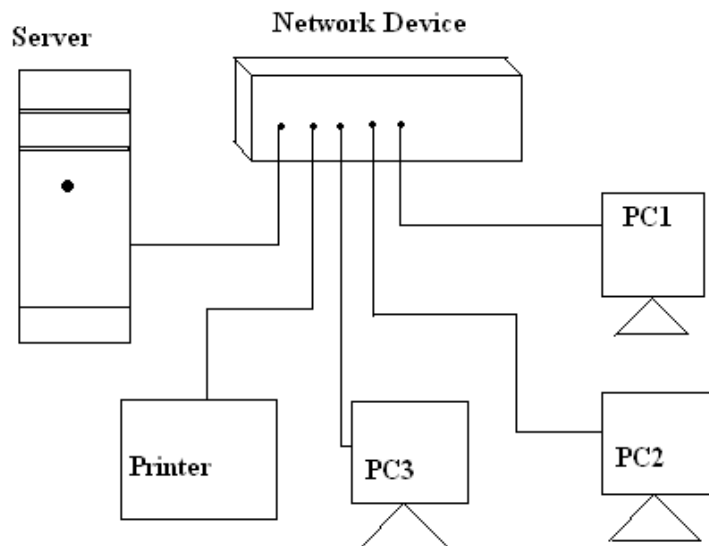 Network Device
Server
PC1
Printer
PC3
PC2